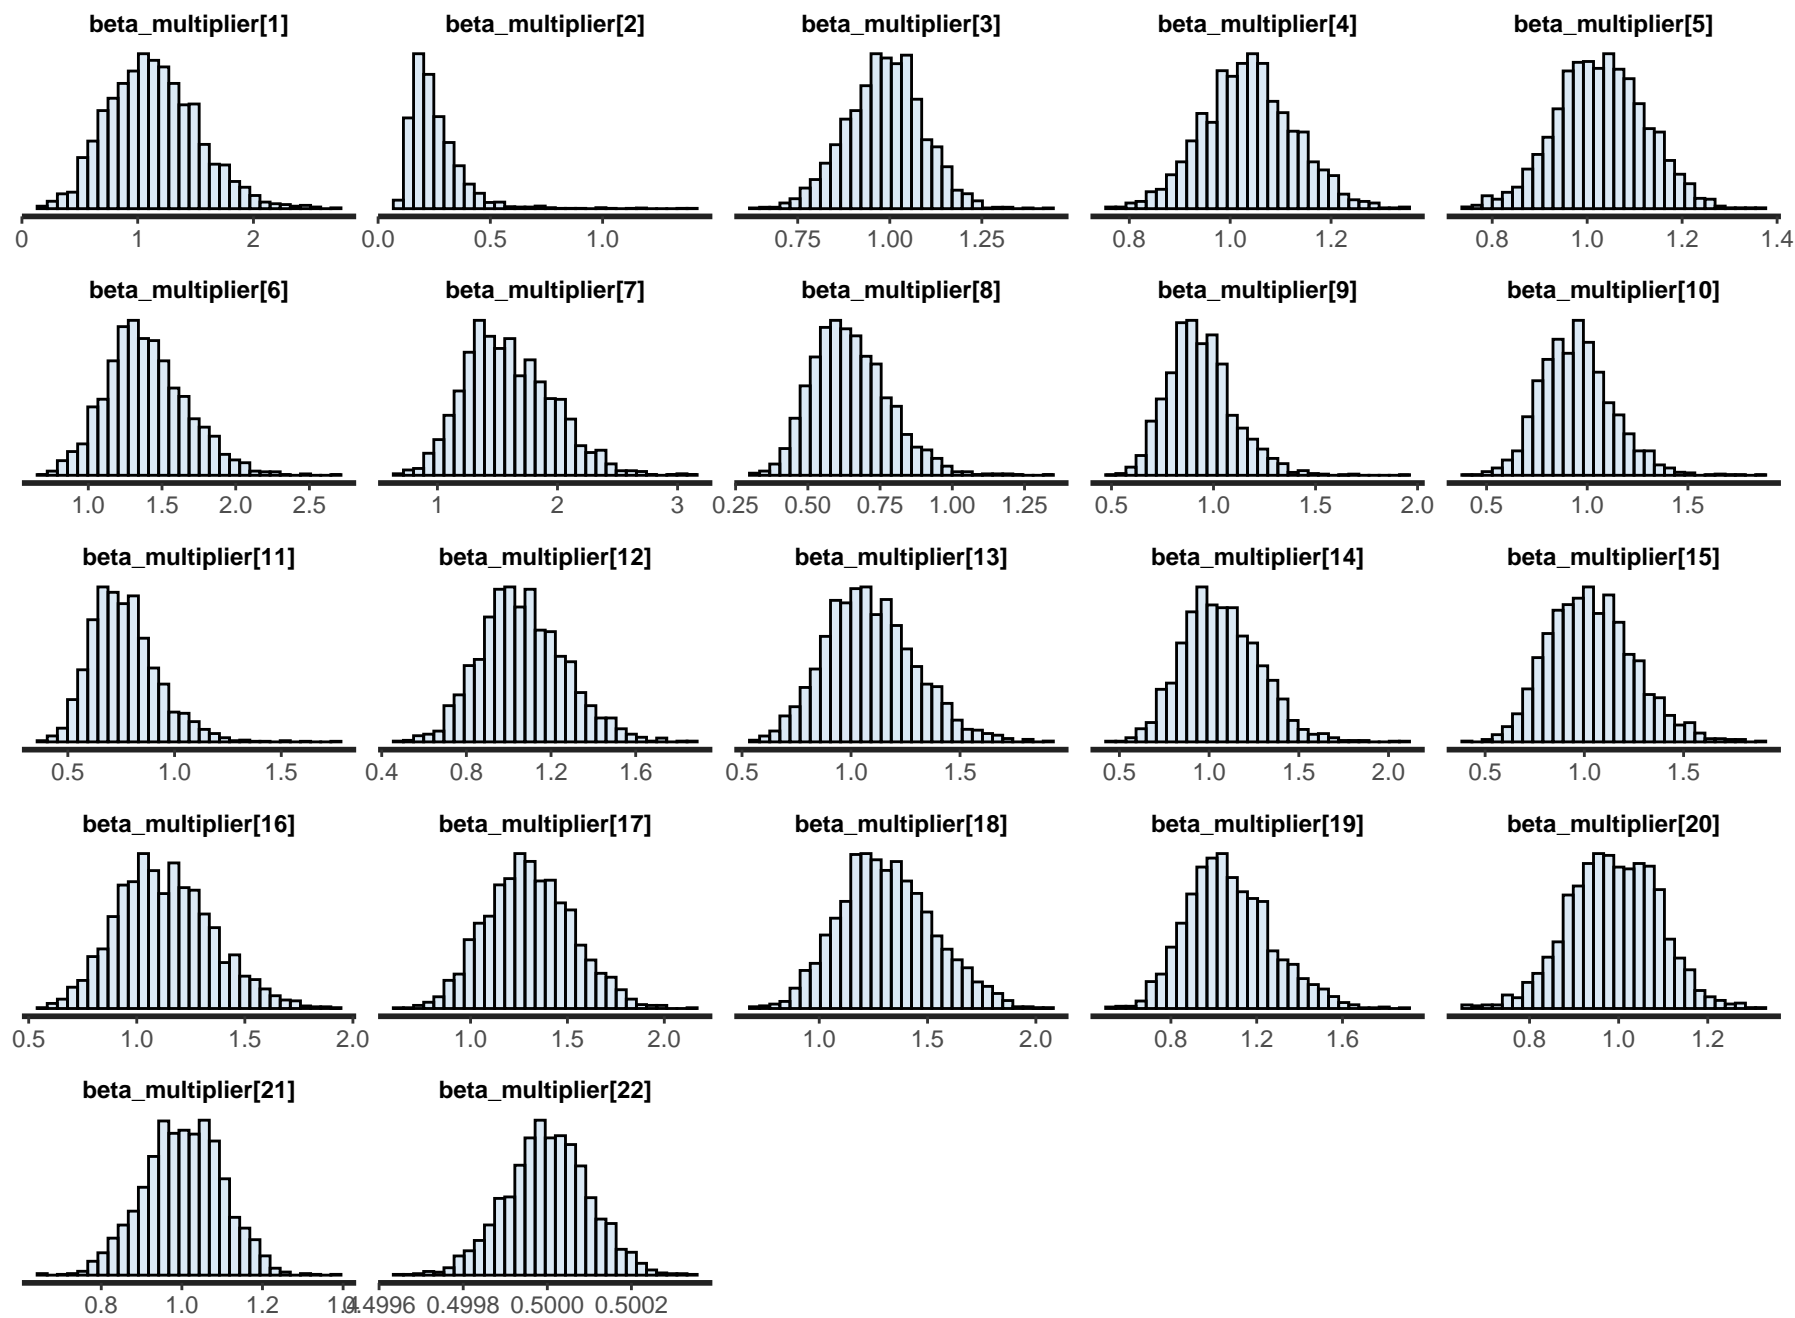 beta_multiplier[1] beta_multiplier[2] beta_multiplier[3] beta_multiplier[4] beta_multiplier[5]
0 1 2 0.0 0.5 1.0 0.75 1.00 1.25 0.8 1.0 1.2 0.8 1.0 1.2 1.4
beta_multiplier[6] beta_multiplier[7] beta_multiplier[8] beta_multiplier[9] beta_multiplier[10]
1.0 1.5 2.0 2.5 1 2 3 0.25 0.50 0.75 1.00 1.25 0.5 1.0 1.5 2.0 0.5 1.0 1.5
beta_multiplier[11] beta_multiplier[12] beta_multiplier[13] beta_multiplier[14] beta_multiplier[15]
0.5 1.0 1.5 0.4 0.8 1.2 1.6 0.5 1.0 1.5 0.5 1.0 1.5 2.0 0.5 1.0 1.5
beta_multiplier[16] beta_multiplier[17] beta_multiplier[18] beta_multiplier[19] beta_multiplier[20]
0.5 1.0 1.5 2.0 1.0 1.5 2.0 1.0 1.5 2.0 0.8 1.2 1.6 0.8 1.0 1.2
beta_multiplier[21] beta_multiplier[22]
0.8 1.0 1.2 1.4 0.4996 0.4998 0.5000 0.5002